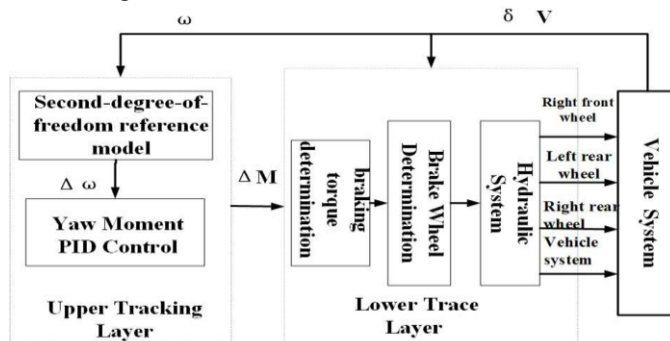 ω
δ V
Second-degree-of-
freedom reference
model
Δ ω
Yaw Moment
PID Control
Upper Tracking
Layer
Δ M
braking
torque
determination
Brake Wheel
Determination
Hydraulic
System
Lower Trace
Layer
Right front
wheel
Left rear
wheel
Right rear
wheel
Vehicle
system
Vehicle System